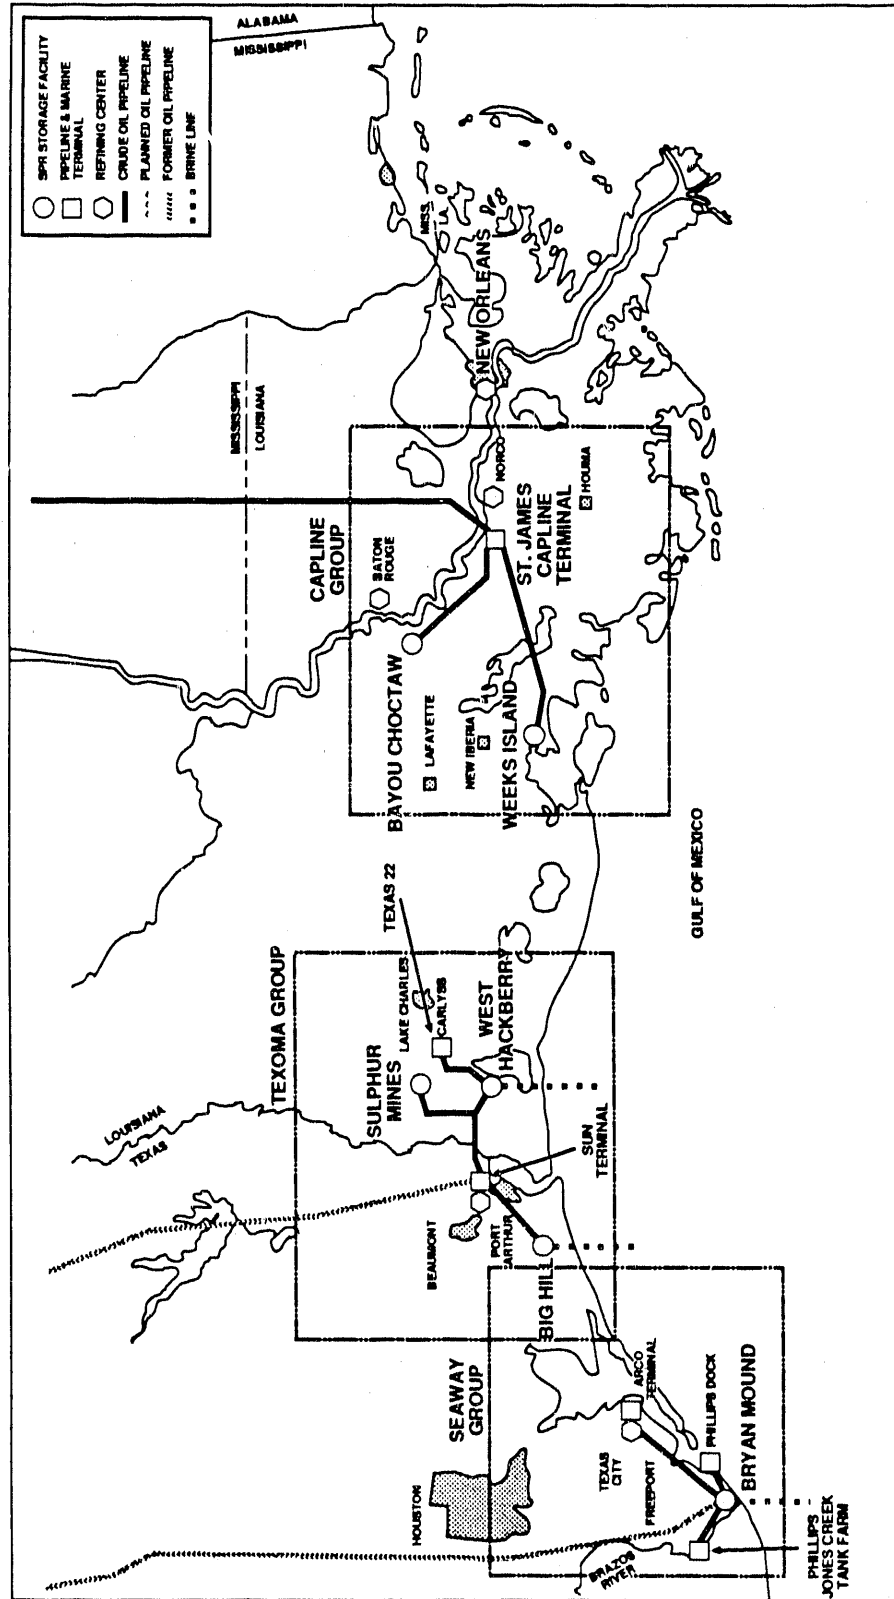 ALABAMA
MISSISSIPPI
SPR STORAGE FACILITY
PIPELINE & MARINE
TERMINAL
REFINING CENTER
CRUDE OIL PIPELINE
PLANNED OIL PIPELINE
FORMER OIL PIPELINE
BRINE LINE
MISSISSIPPI
LOUISIANA
MISS.
LA.
NEW ORLEANS
CAPLINE
GROUP
BATON
ROUGE
NORCO
ST. JAMES
CAPLINE
TERMINAL
HOUMA
BAYOU CHOCTAW
LAFAYETTE
NEW IBERIA
WEEKS ISLAND
GULF OF MEXICO
TEXAS 22
TEXOMA GROUP
LAKE CHARLES
CARLYSS
WEST
HACKBERRY
SULPHUR
MINES
LOUISIANA
TEXAS
SUN
TERMINAL
BEAUMONT
PORT
ARTHUR
BIG HILL
SEAWAY
GROUP
HOUSTON
TEXAS
CITY
ARCO
TERMINAL
PHILLIPS DOCK
FREEPORT
BRYAN MOUND
BRAZOS
RIVER
PHILLIPS
JONES CREEK
TANK FARM